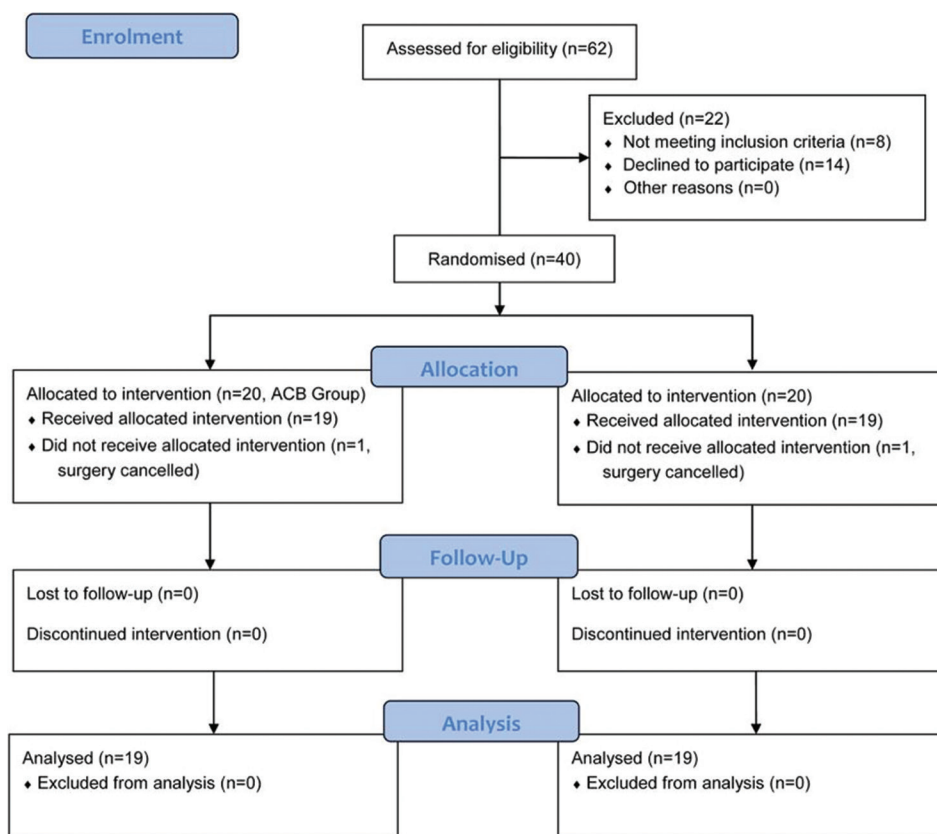 Enrolment
Assessed for eligibility (n=62)
Excluded (n=22)
♦ Not meeting inclusion criteria (n=8)
♦ Declined to participate (n=14)
♦ Other reasons (n=0)
Randomised (n=40)
Allocation
Allocated to intervention (n=20, ACB Group)
♦ Received allocated intervention (n=19)
♦ Did not receive allocated intervention (n=1,
surgery cancelled)
Allocated to intervention (n=20)
♦ Received allocated intervention (n=19)
♦ Did not receive allocated intervention (n=1,
surgery cancelled)
Follow-Up
Lost to follow-up (n=0)
Discontinued intervention (n=0)
Lost to follow-up (n=0)
Discontinued intervention (n=0)
Analysis
Analysed (n=19)
♦ Excluded from analysis (n=0)
Analysed (n=19)
♦ Excluded from analysis (n=0)